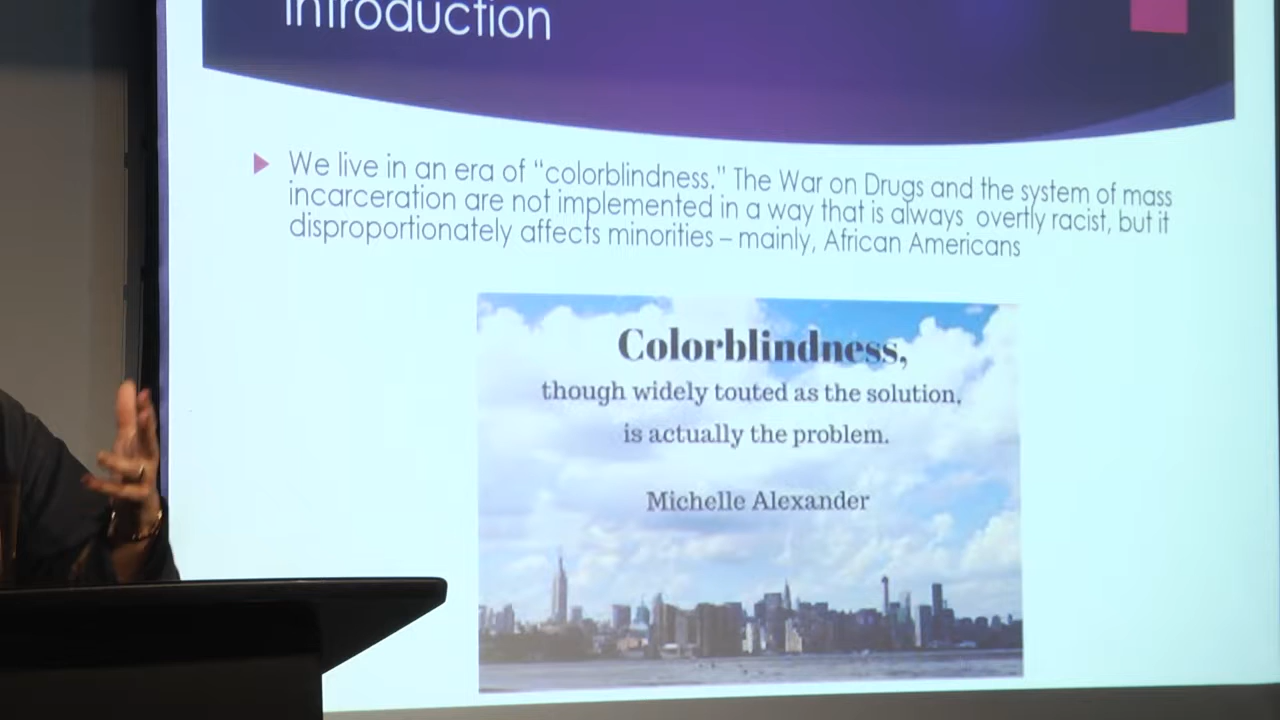 Introduction
We live in an era of “colorblindness.” The War on Drugs and the system of mass
incarceration are not implemented in a way that is always overtly racist, but it
disproportionately affects minorities – mainly, African Americans
Colorblindness,
though widely touted as the solution,
is actually the problem.
Michelle Alexander